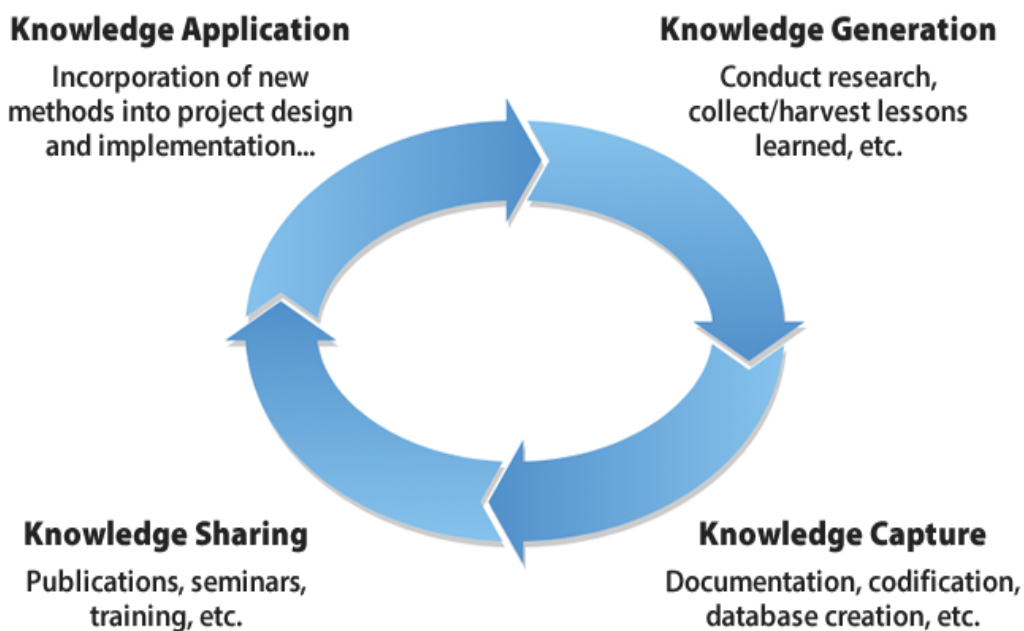 Knowledge Application
Incorporation of new
methods into project design
and implementation...
Knowledge Generation
Conduct research,
collect/harvest lessons
learned, etc.
Knowledge Sharing
Publications, seminars,
training, etc.
Knowledge Capture
Documentation, codification,
database creation, etc.